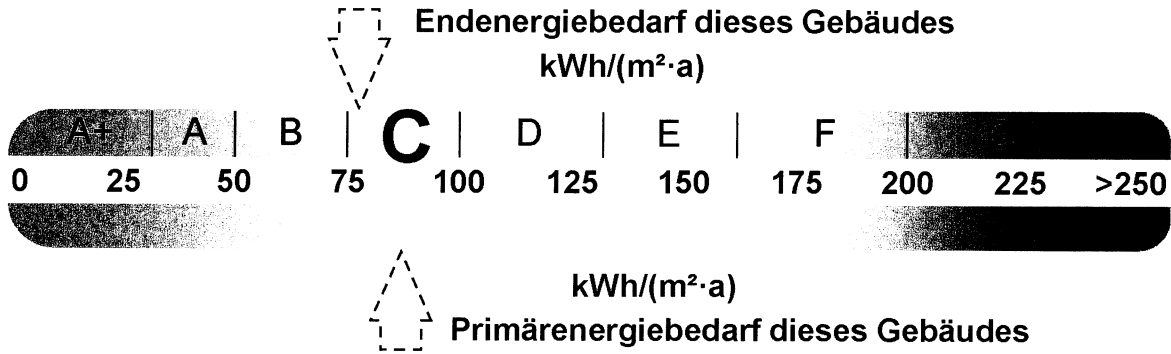 Endenergiebedarf dieses Gebäudes
kWh/(m²·a)
A+ A B C D E F
0 25 50 75 100 125 150 175 200 225 >250
kWh/(m²·a)
Primärenergiebedarf dieses Gebäudes